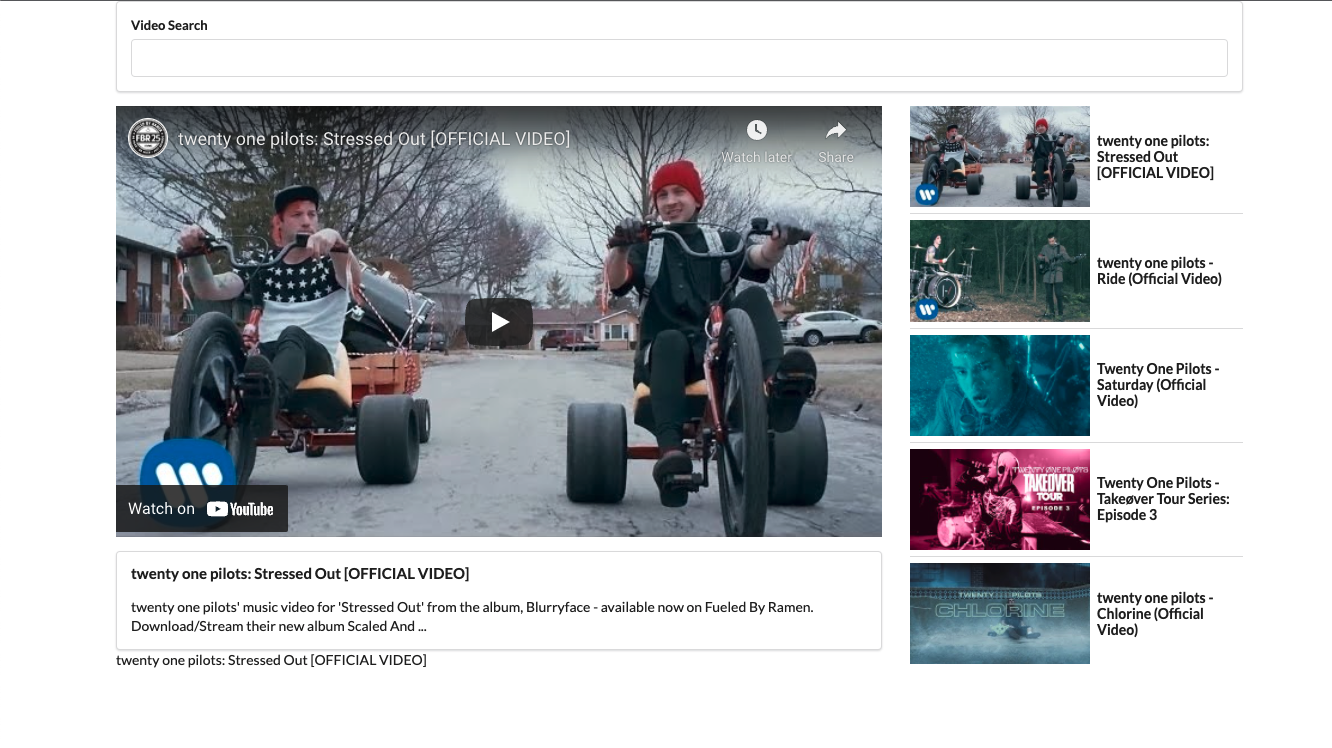 Video Search
FBR 25
twenty one pilots: Stressed Out [OFFICIAL VIDEO]
Watch later
Share
Watch on YouTube
twenty one pilots: Stressed Out [OFFICIAL VIDEO]
twenty one pilots' music video for 'Stressed Out' from the album, Blurryface - available now on Fueled By Ramen.
Download/Stream their new album Scaled And ...
twenty one pilots: Stressed Out [OFFICIAL VIDEO]
twenty one pilots:
Stressed Out
[OFFICIAL VIDEO]
twenty one pilots -
Ride (Official Video)
Twenty One Pilots -
Saturday (Official
Video)
TWENTY ØNE PILØTS
TAKEØVER
TOUR
EPISODE 3
Twenty One Pilots -
Takeøver Tour Series:
Episode 3
TWENTY PILOTS
CHLORINE
twenty one pilots -
Chlorine (Official
Video)